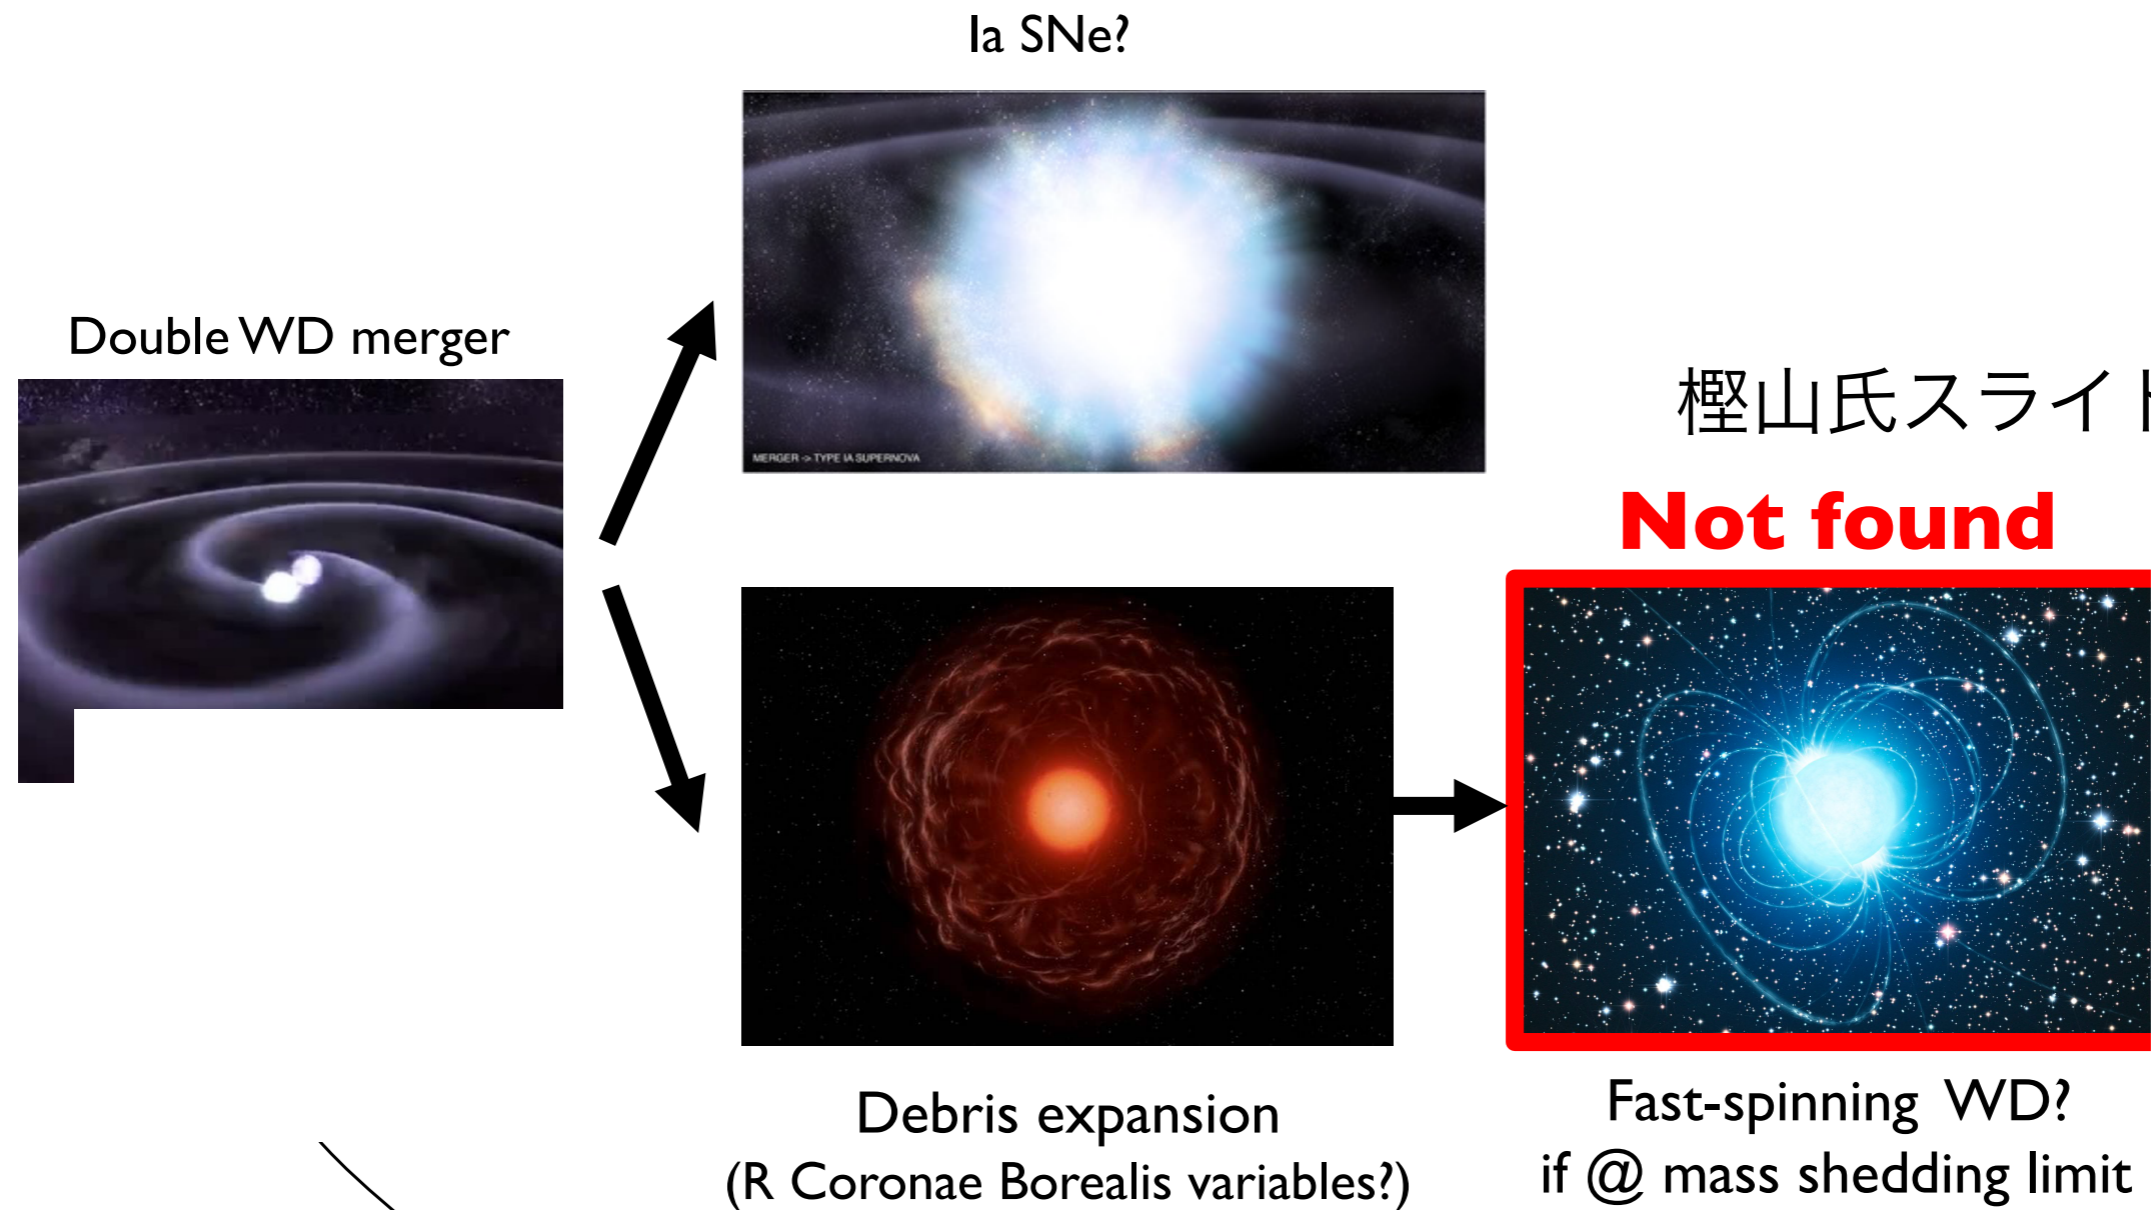 Ia SNe?
MERGER -> TYPE IA SUPERNOVA
Double WD merger
樫山氏スライ
Not found
Debris expansion
(R Coronae Borealis variables?)
Fast-spinning WD?
if @ mass shedding limit